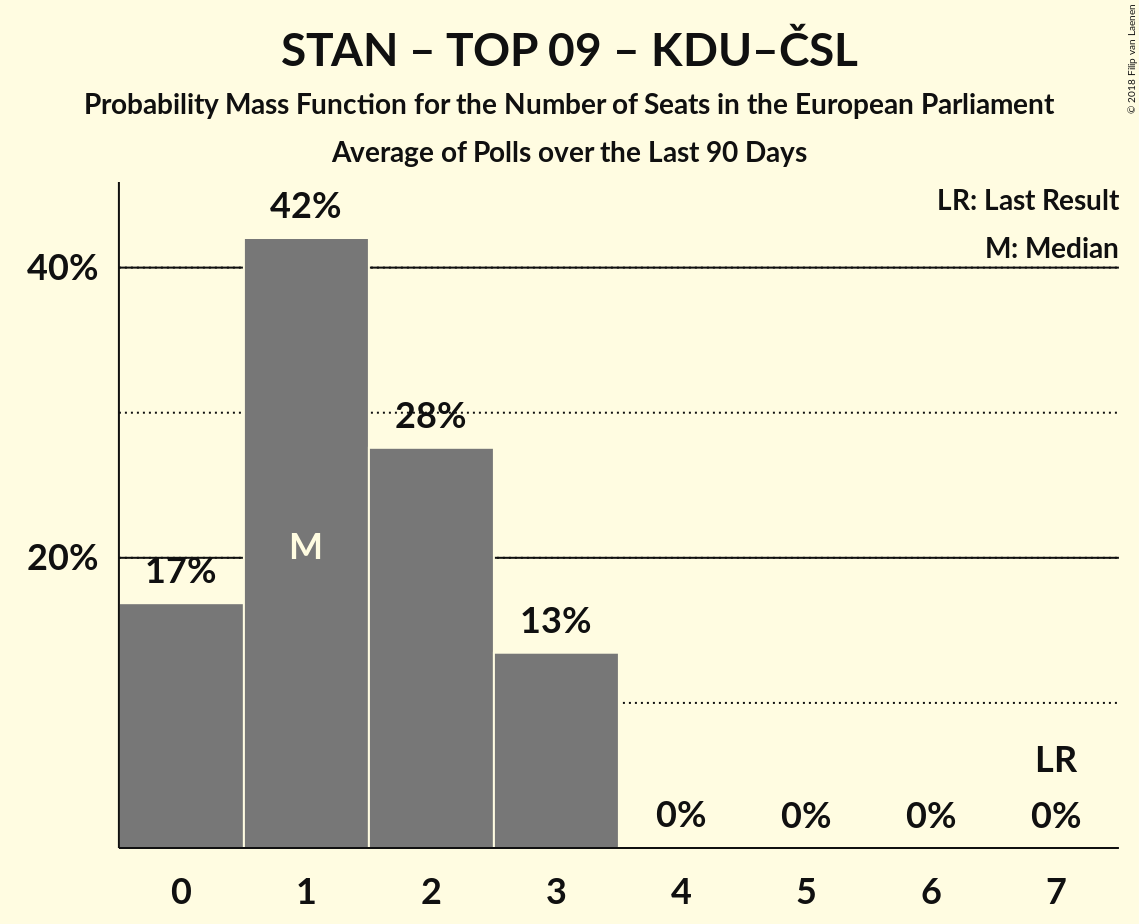 STAN – TOP 09 – KDU–ČSL
Probability Mass Function for the Number of Seats in the European Parliament
Average of Polls over the Last 90 Days
© 2018 Filip van Laenen
LR: Last Result
M: Median
42%
40%
28%
M
20%
17%
13%
LR
0% 0% 0% 0%
0 1 2 3 4 5 6 7